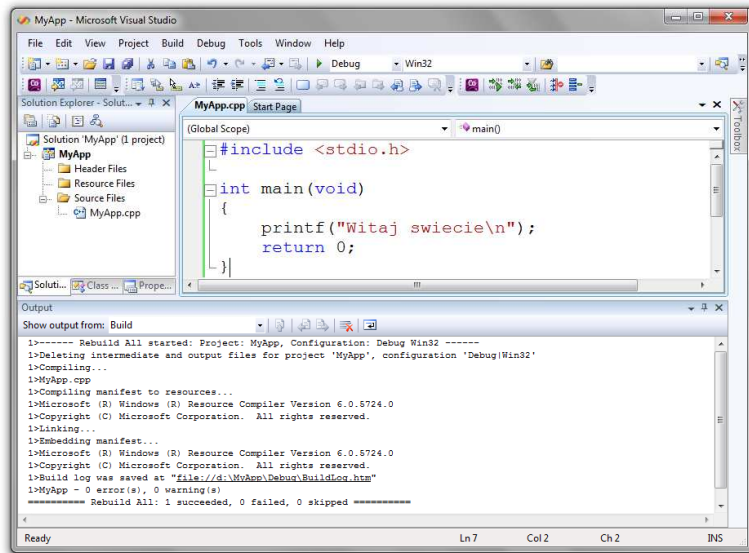 MyApp - Microsoft Visual Studio
File Edit View Project Build Debug Tools Window Help
Debug Win32
Solution Explorer - Solut...
MyApp.cpp Start Page
Toolbox
(Global Scope) main()
Solution 'MyApp' (1 project)
MyApp
Header Files
Resource Files
Source Files
MyApp.cpp
#include <stdio.h>
int main(void)
{
printf("Witaj swiecie\n");
return 0;
}
Soluti... Class ... Prope...
Output
Show output from: Build
1>------ Rebuild All started: Project: MyApp, Configuration: Debug Win32 ------
1>Deleting intermediate and output files for project 'MyApp', configuration 'Debug|Win32'
1>Compiling...
1>MyApp.cpp
1>Compiling manifest to resources...
1>Microsoft (R) Windows (R) Resource Compiler Version 6.0.5724.0
1>Copyright (C) Microsoft Corporation.  All rights reserved.
1>Linking...
1>Embedding manifest...
1>Microsoft (R) Windows (R) Resource Compiler Version 6.0.5724.0
1>Copyright (C) Microsoft Corporation.  All rights reserved.
1>Build log was saved at "file://d:\MyApp\Debug\BuildLog.htm"
1>MyApp - 0 error(s), 0 warning(s)
========== Rebuild All: 1 succeeded, 0 failed, 0 skipped ==========
Ready Ln 7 Col 2 Ch 2 INS